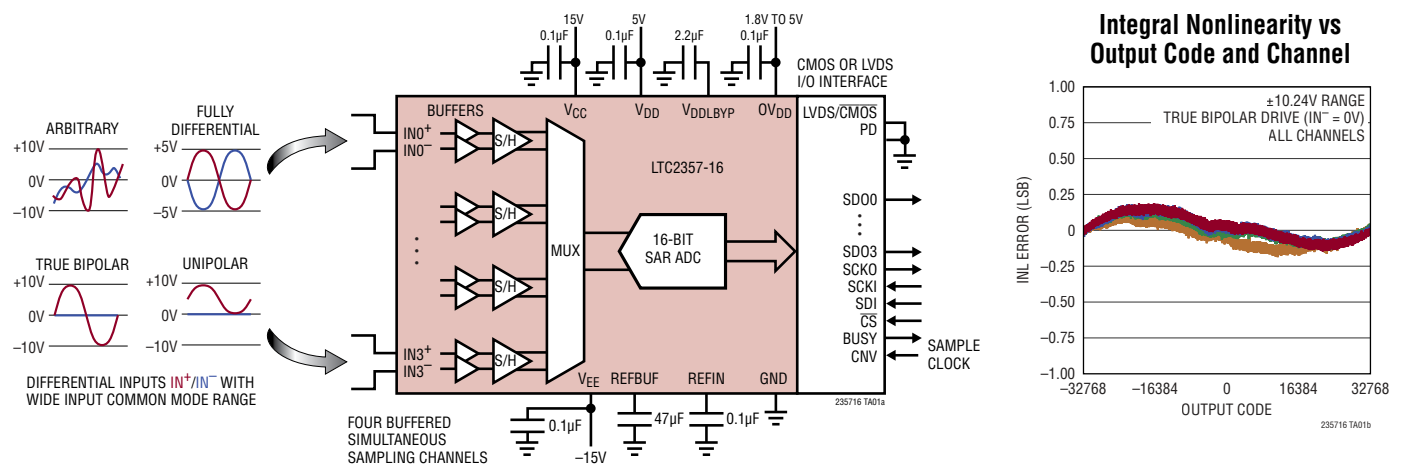 ARBITRARY
+10V
0V
–10V
FULLY
DIFFERENTIAL
+5V
0V
–5V
TRUE BIPOLAR
+10V
0V
–10V
UNIPOLAR
+10V
0V
–10V
DIFFERENTIAL INPUTS IN+/IN– WITH
WIDE INPUT COMMON MODE RANGE
15V
0.1µF
5V
0.1µF
2.2µF
1.8V TO 5V
0.1µF
CMOS OR LVDS
I/O INTERFACE
BUFFERS
VCC
VDD
VDDLBYP
OVDD
LVDS/CMOS
PD
IN0+
IN0–
S/H
S/H
S/H
IN3+
IN3–
S/H
MUX
LTC2357-16
16-BIT
SAR ADC
SDO0
SDO3
SCKO
SCKI
SDI
CS
BUSY
CNV
SAMPLE
CLOCK
VEE
REFBUF
REFIN
GND
235716 TA01a
0.1µF
–15V
47µF
0.1µF
FOUR BUFFERED
SIMULTANEOUS
SAMPLING CHANNELS
Integral Nonlinearity vs
Output Code and Channel
±10.24V RANGE
TRUE BIPOLAR DRIVE (IN– = 0V)
ALL CHANNELS
INL ERROR (LSB)
1.00
0.75
0.50
0.25
0
–0.25
–0.50
–0.75
–1.00
–32768
–16384
0
16384
32768
OUTPUT CODE
235716 TA01b